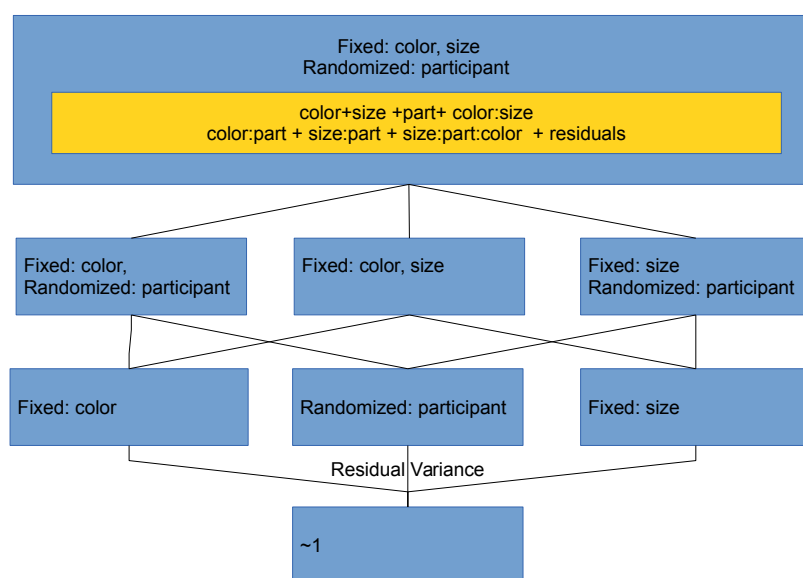 Fixed: color, size
Randomized: participant
color+size +part+ color:size
color:part + size:part + size:part:color + residuals
Fixed: color,
Randomized: participant
Fixed: color, size
Fixed: size
Randomized: participant
Fixed: color
Randomized: participant
Fixed: size
Residual Variance
~1